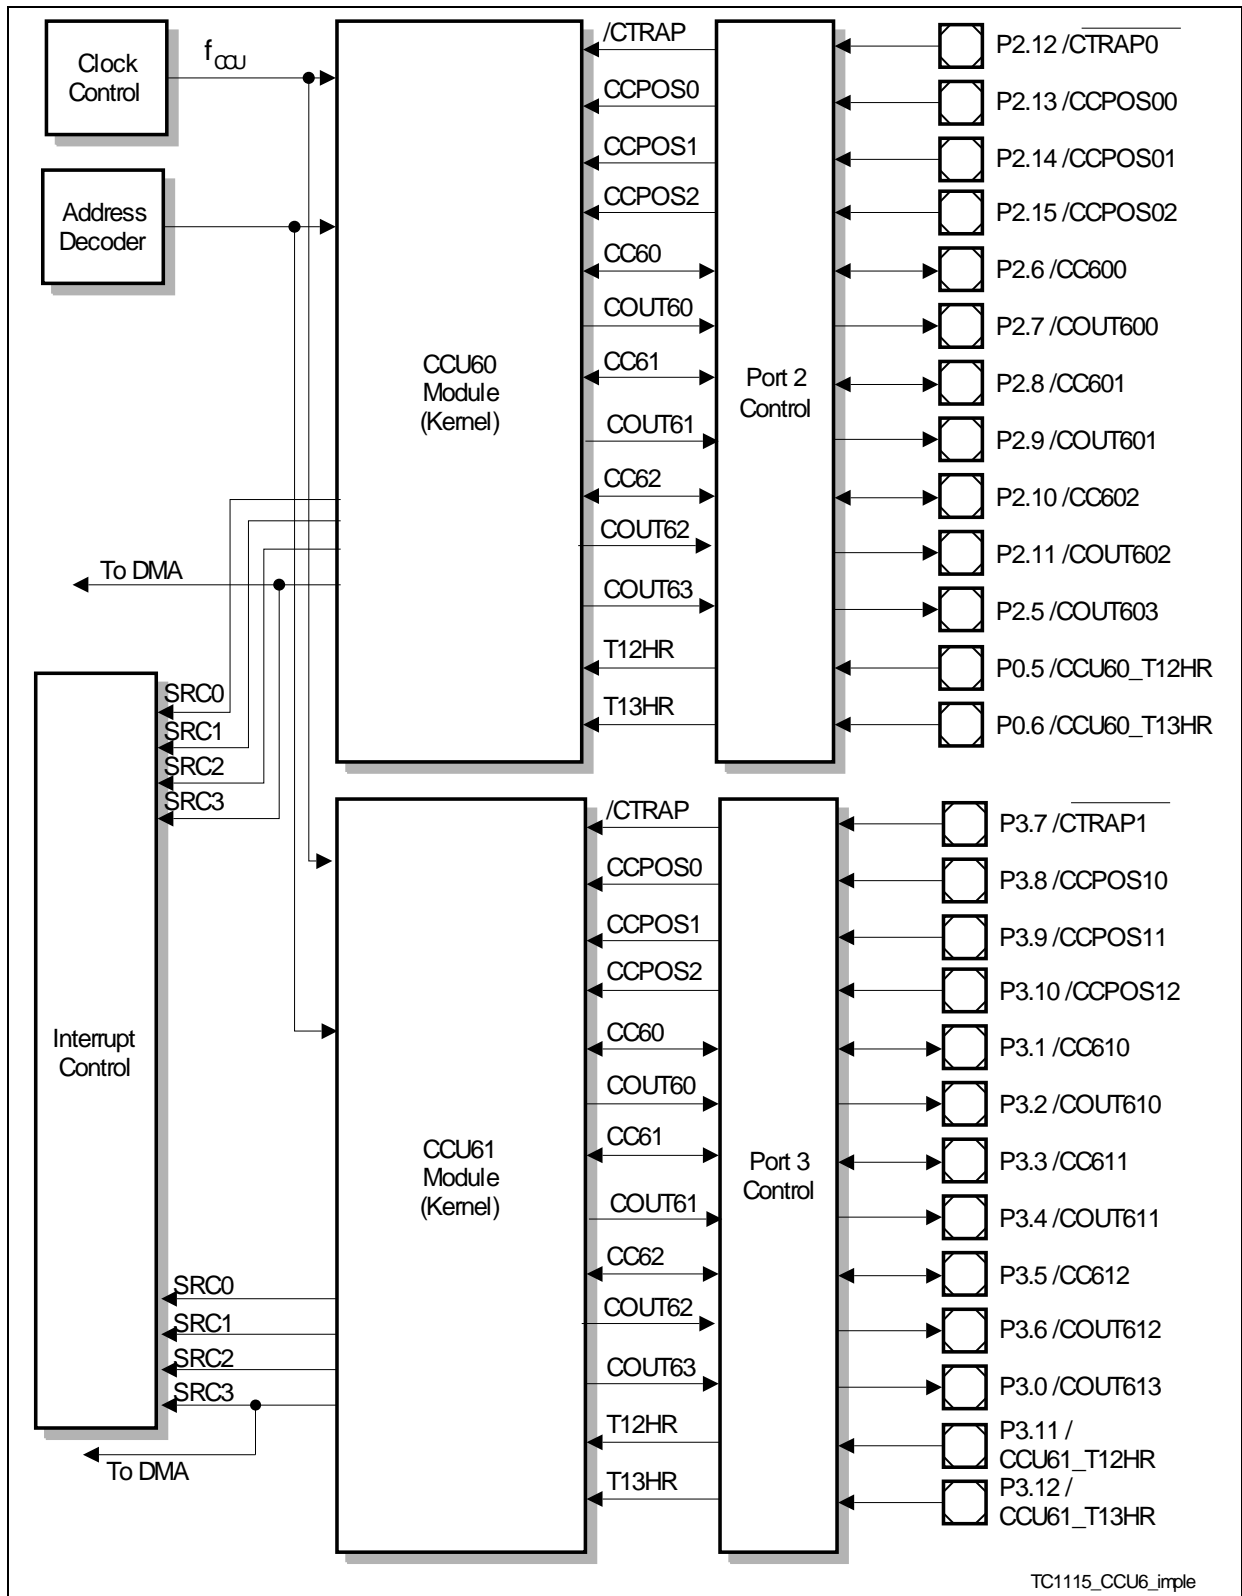 Clock
Control
fCCU
Address
Decoder
CCU60
Module
(Kernel)
/CTRAP
CCPOS0
CCPOS1
CCPOS2
CC60
COUT60
CC61
COUT61
CC62
COUT62
COUT63
T12HR
T13HR
Port 2
Control
P2.12 /CTRAP0
P2.13 /CCPOS00
P2.14 /CCPOS01
P2.15 /CCPOS02
P2.6 /CC600
P2.7 /COUT600
P2.8 /CC601
P2.9 /COUT601
P2.10 /CC602
P2.11 /COUT602
P2.5 /COUT603
P0.5 /CCU60_T12HR
P0.6 /CCU60_T13HR
To DMA
SRC0
SRC1
SRC2
SRC3
Interrupt
Control
SRC0
SRC1
SRC2
SRC3
To DMA
CCU61
Module
(Kernel)
/CTRAP
CCPOS0
CCPOS1
CCPOS2
CC60
COUT60
CC61
COUT61
CC62
COUT62
COUT63
T12HR
T13HR
Port 3
Control
P3.7 /CTRAP1
P3.8 /CCPOS10
P3.9 /CCPOS11
P3.10 /CCPOS12
P3.1 /CC610
P3.2 /COUT610
P3.3 /CC611
P3.4 /COUT611
P3.5 /CC612
P3.6 /COUT612
P3.0 /COUT613
P3.11 /
CCU61_T12HR
P3.12 /
CCU61_T13HR
TC1115_CCU6_imple